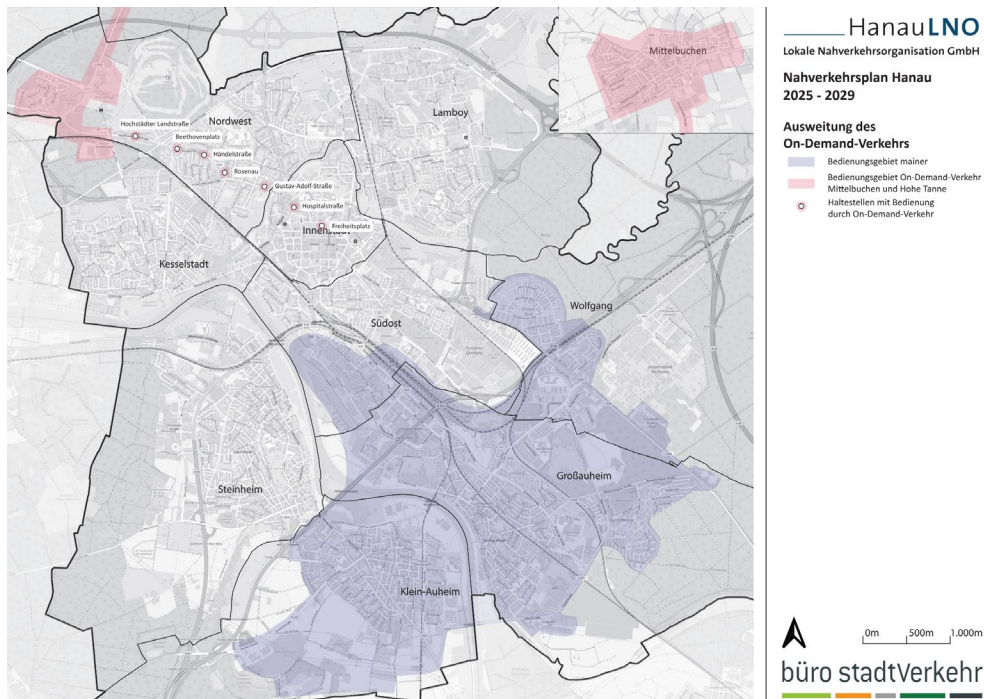 Mittelbuchen
Lamboy
Nordwest
Hochstädter Landstraße
Beethovenplatz
Händelstraße
Rosenau
Gustav-Adolf-Straße
Hospitalstraße
Freiheitsplatz
Innenstadt
Kesselstadt
Wolfgang
Südost
Großauheim
Steinheim
Klein-Auheim
HanauLNO
Lokale Nahverkehrsorganisation GmbH
Nahverkehrsplan Hanau
2025 - 2029
Ausweitung des
On-Demand-Verkehrs
Bedienungsgebiet mainer
Bedienungsgebiet On-Demand-Verkehr
Mittelbuchen und Hohe Tanne
Haltestellen mit Bedienung
durch On-Demand-Verkehr
0m 500m 1.000m
büro stadtVerkehr